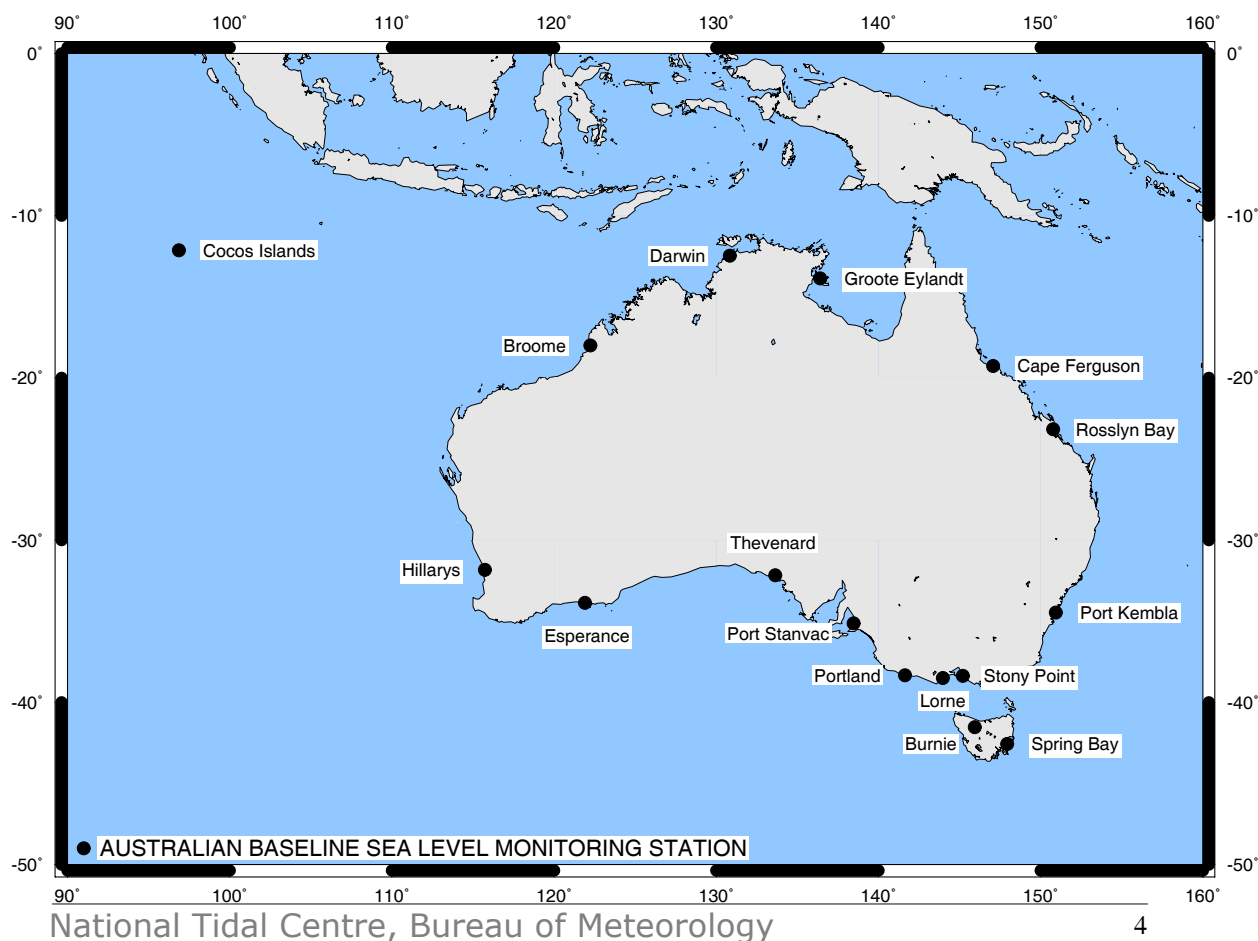 90˚ 100˚ 110˚ 120˚ 130˚ 140˚ 150˚ 160˚
0˚ 0˚
-10˚ -10˚
Cocos Islands
Darwin
Groote Eylandt
Broome
Cape Ferguson
-20˚ -20˚
Rosslyn Bay
-30˚ -30˚
Thevenard
Hillarys
Port Kembla
Esperance
Port Stanvac
Portland
Stony Point
Lorne
-40˚ -40˚
Burnie
Spring Bay
AUSTRALIAN BASELINE SEA LEVEL MONITORING STATION
-50˚ -50˚
90˚ 100˚ 110˚ 120˚ 130˚ 140˚ 150˚ 160˚
National Tidal Centre, Bureau of Meteorology 4